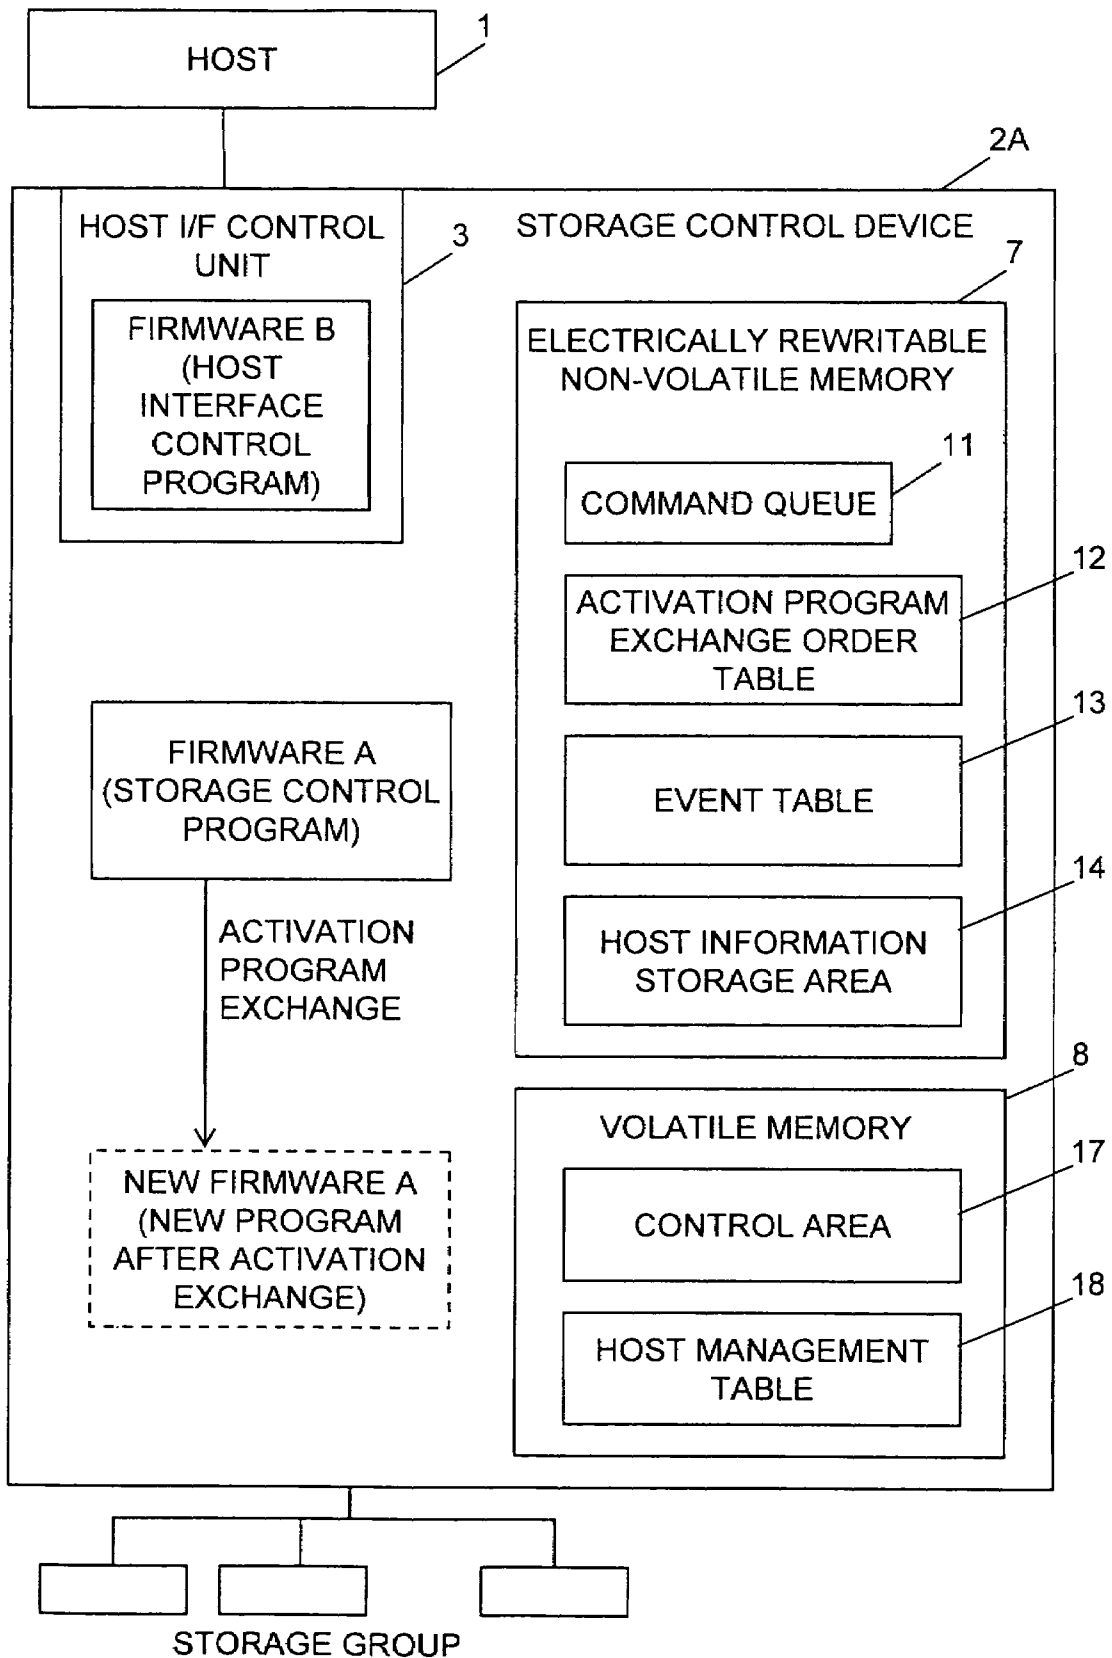 1
HOST
2A
HOST I/F CONTROL
UNIT
3
FIRMWARE B
(HOST
INTERFACE
CONTROL
PROGRAM)
STORAGE CONTROL DEVICE
7
ELECTRICALLY REWRITABLE
NON-VOLATILE MEMORY
11
COMMAND QUEUE
12
ACTIVATION PROGRAM
EXCHANGE ORDER
TABLE
13
EVENT TABLE
14
HOST INFORMATION
STORAGE AREA
FIRMWARE A
(STORAGE CONTROL
PROGRAM)
ACTIVATION
PROGRAM
EXCHANGE
NEW FIRMWARE A
(NEW PROGRAM
AFTER ACTIVATION
EXCHANGE)
8
VOLATILE MEMORY
17
CONTROL AREA
18
HOST MANAGEMENT
TABLE
STORAGE GROUP